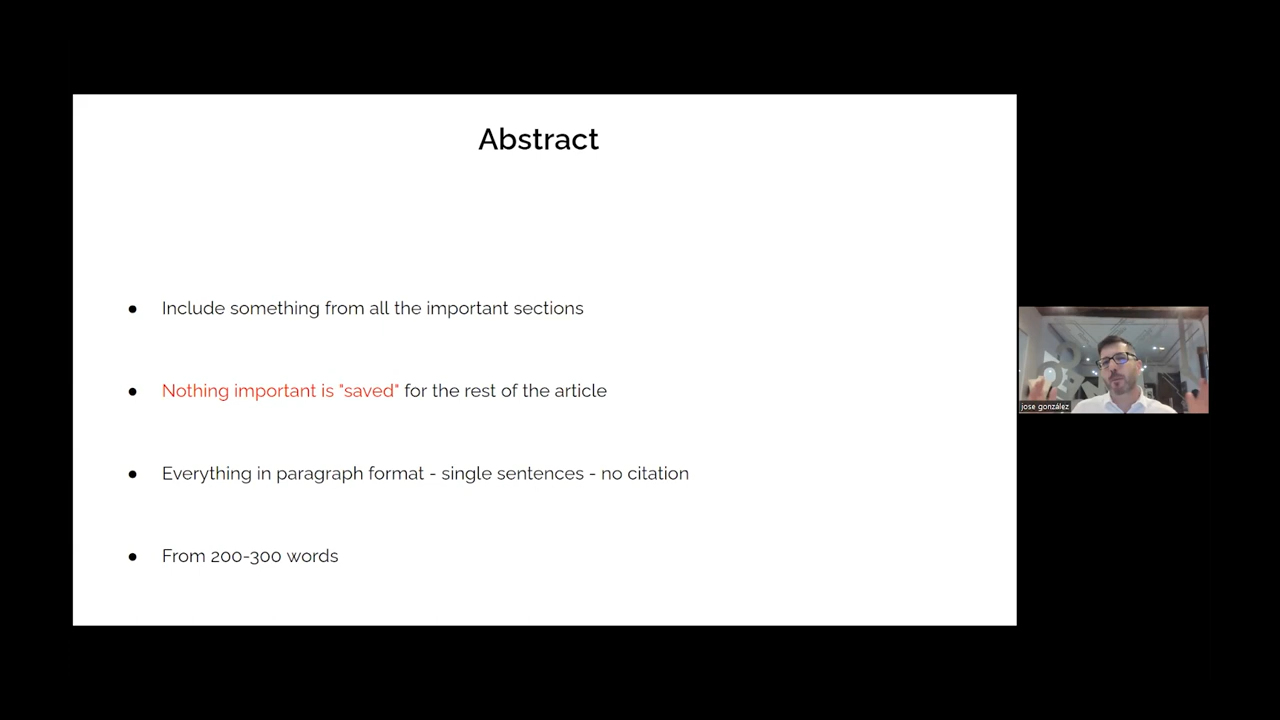 Abstract
Include something from all the important sections
Nothing important is "saved" for the rest of the article
Everything in paragraph format - single sentences - no citation
From 200-300 words
jose gonzález